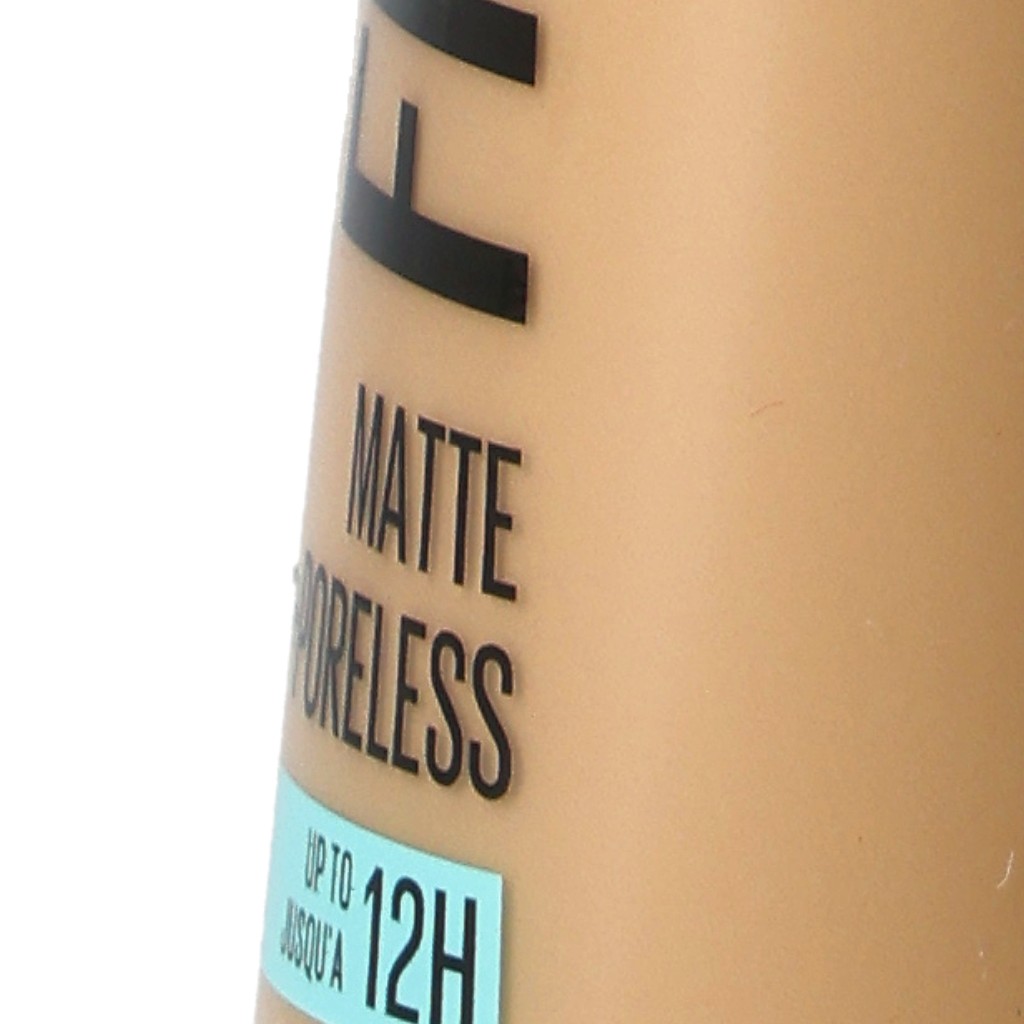 MATTE
+PORELESS
UP TO
JUSQU'A
12H